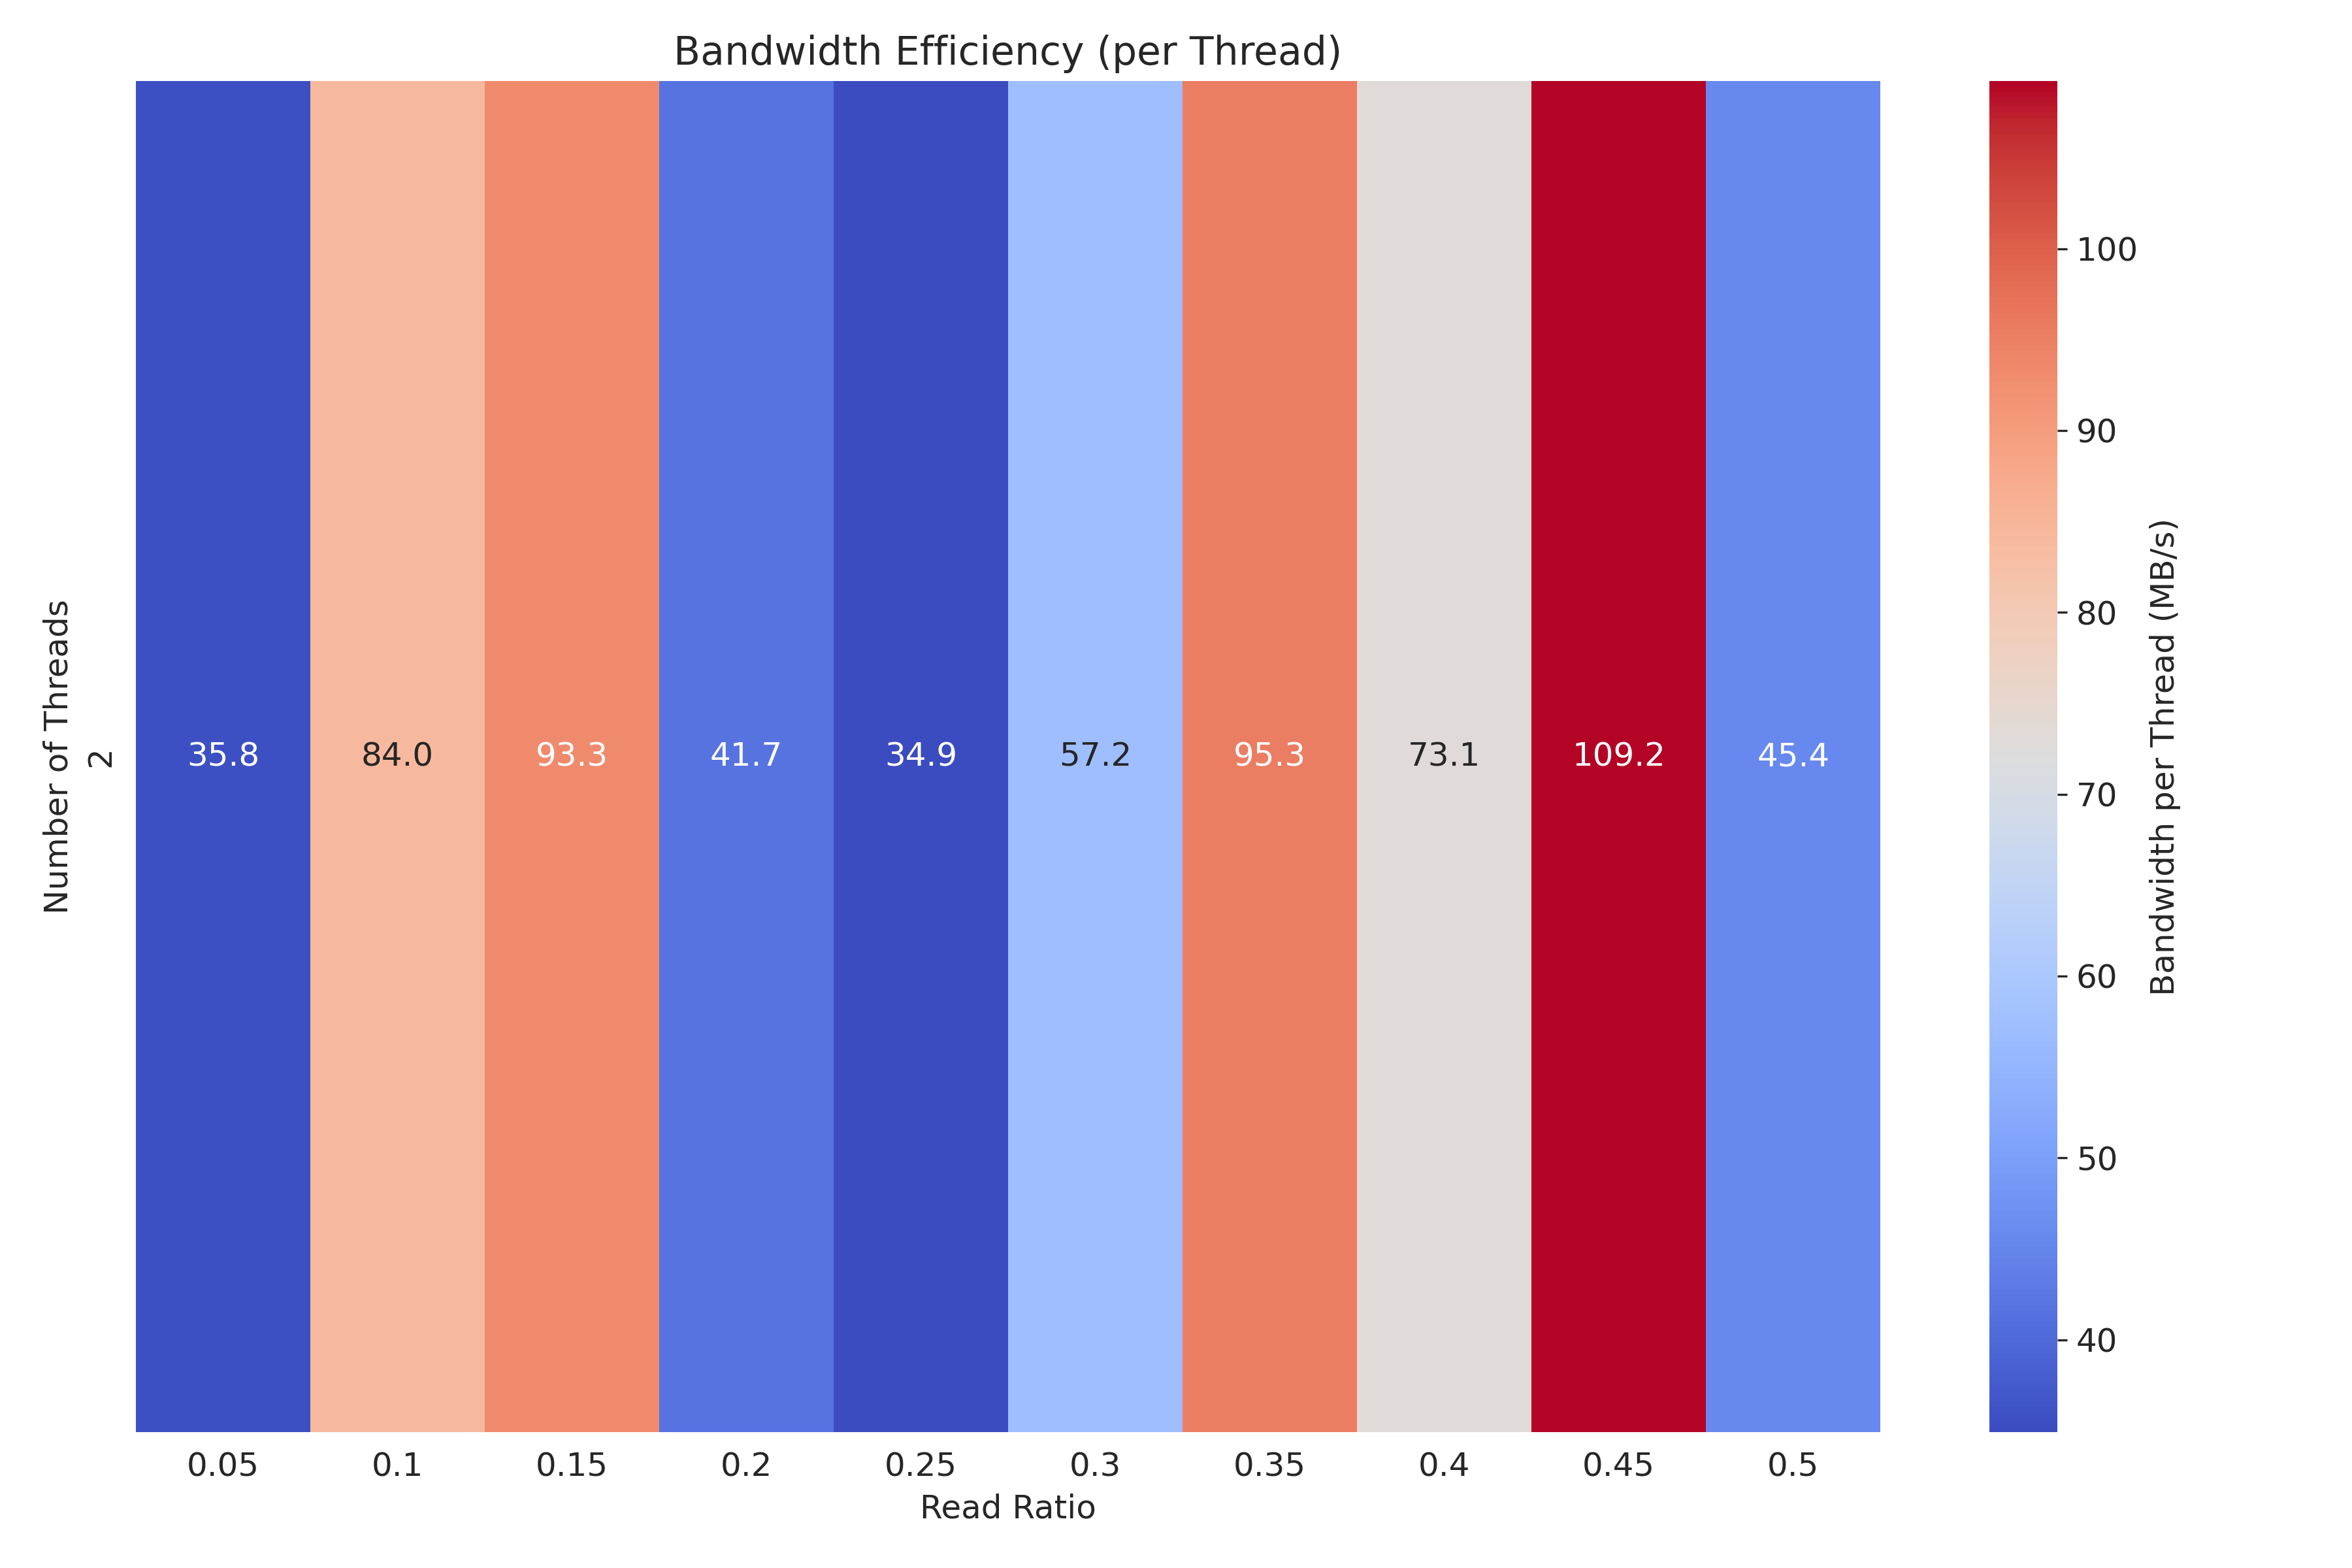 Bandwidth Efficiency (per Thread)
Number of Threads
2
35.8 84.0 93.3 41.7 34.9 57.2 95.3 73.1 109.2 45.4
0.05 0.1 0.15 0.2 0.25 0.3 0.35 0.4 0.45 0.5
Read Ratio
100
90
80
70
60
50
40
Bandwidth per Thread (MB/s)